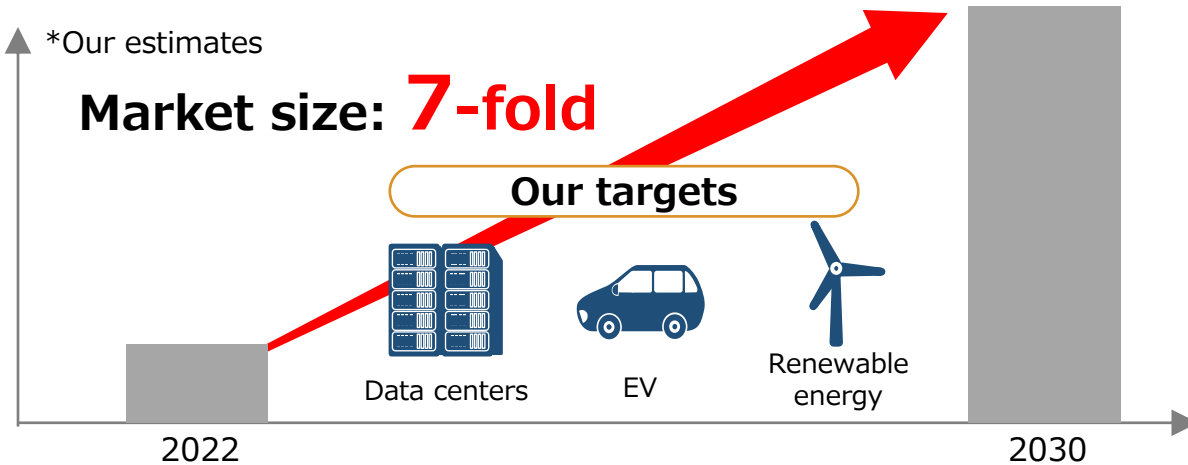 *Our estimates
Market size: 7-fold
Our targets
Data centers
EV
Renewable
energy
2022
2030